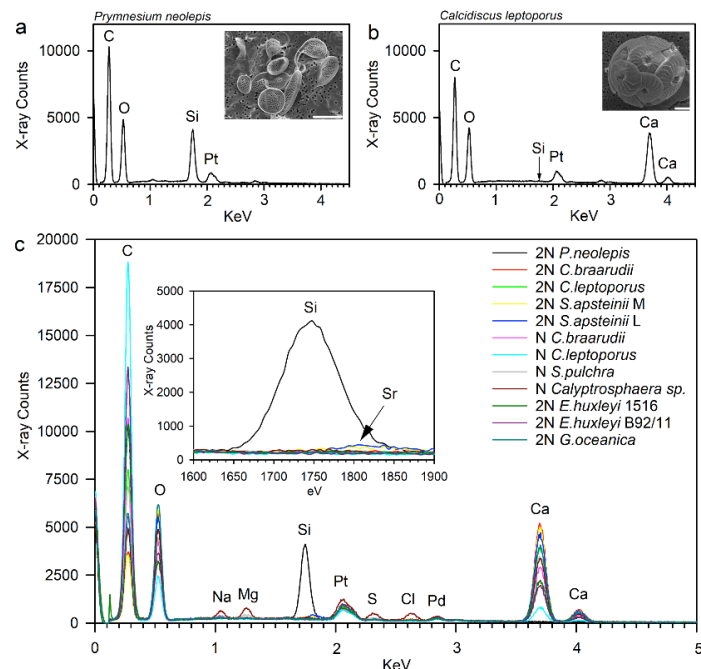 a Prymnesium neolepis
10000
5000
0
X-ray Counts
C
O
Si
Pt
0 1 2 3 4
KeV
b Calcidiscus leptoporus
10000
5000
0
X-ray Counts
C
O
Si
Pt
Ca
Ca
0 1 2 3 4
KeV
c
20000
17500
15000
12500
10000
7500
5000
2500
0
X-ray Counts
C
O
Na
Mg
Si
Pt
S
Cl
Pd
Ca
Ca
0 1 2 3 4 5
KeV
5000
4000
3000
2000
1000
0
X-ray Counts
Si
Sr
1600 1650 1700 1750 1800 1850 1900
eV
2N P.neolepis
2N C.braarudii
2N C.leptoporus
2N S.apsteinii M
2N S.apsteinii L
N C.braarudii
N C.leptoporus
N S.pulchra
N Calyptrosphaera sp.
2N E.huxleyi 1516
2N E.huxleyi B92/11
2N G.oceanica